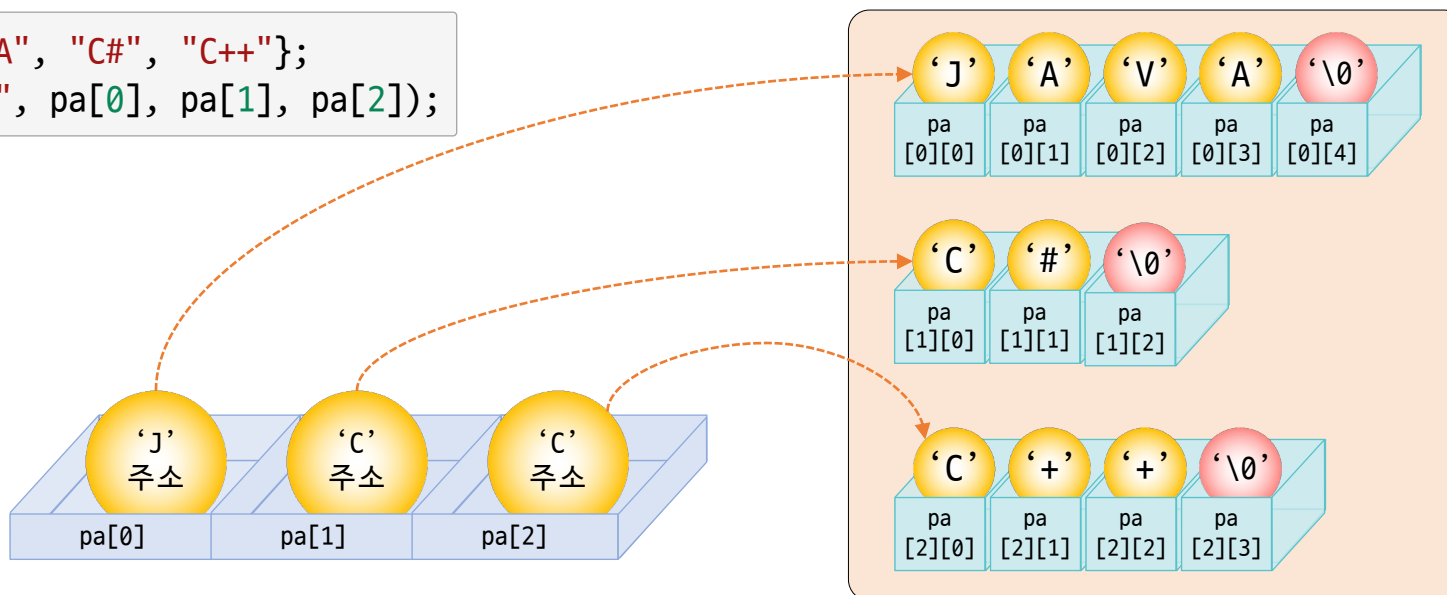 A", "C#", "C++"};
", pa[0], pa[1], pa[2]);
‘J’ ‘A’ ‘V’ ‘A’ ‘\0’
pa pa pa pa pa
[0][0] [0][1] [0][2] [0][3] [0][4]
‘C’ ‘#’ ‘\0’
pa pa pa
[1][0] [1][1] [1][2]
‘J’ ‘C’ ‘C’
주소 주소 주소
pa[0] pa[1] pa[2]
‘C’ ‘+’ ‘+’ ‘\0’
pa pa pa pa
[2][0] [2][1] [2][2] [2][3]